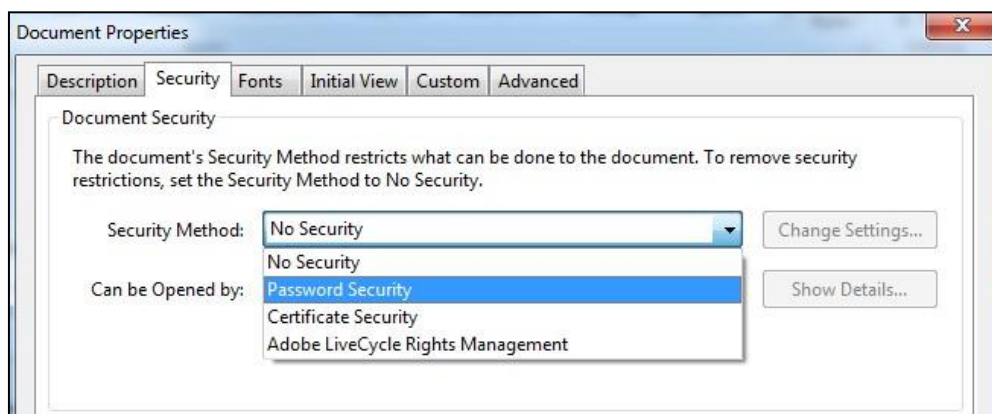 Document Properties
Description Security Fonts Initial View Custom Advanced
Document Security
The document's Security Method restricts what can be done to the document. To remove security
restrictions, set the Security Method to No Security.
Security Method: No Security Change Settings...
No Security
Can be Opened by: Password Security Show Details...
Certificate Security
Adobe LiveCycle Rights Management